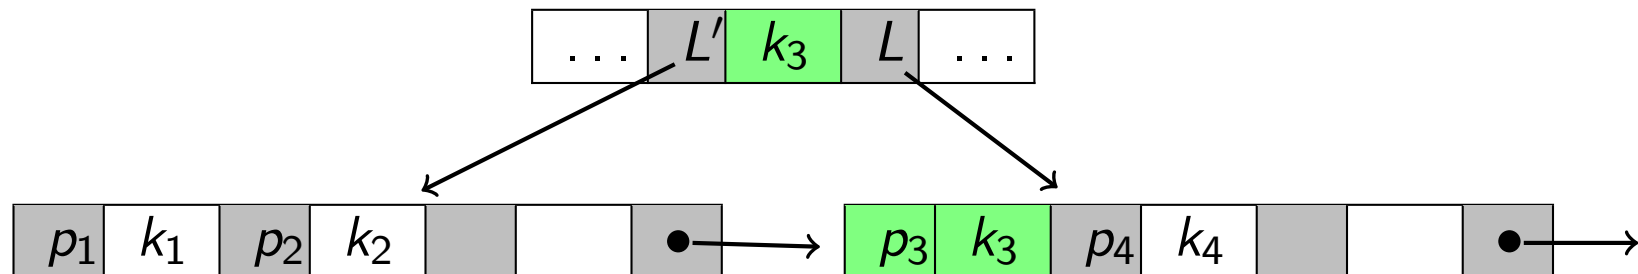 ... L′ k₃ L ...
p₁ k₁ p₂ k₂ p₃ k₃ p₄ k₄